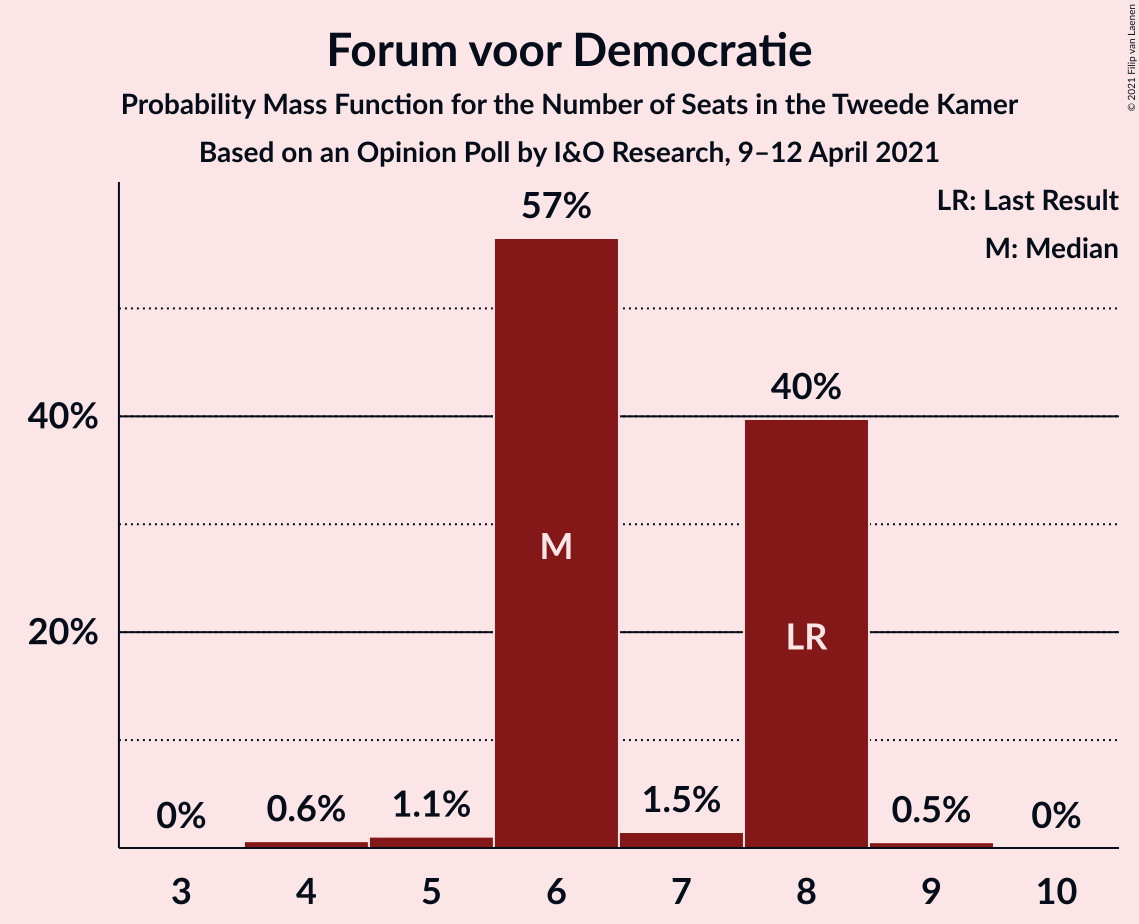 Forum voor Democratie
Probability Mass Function for the Number of Seats in the Tweede Kamer
Based on an Opinion Poll by I&O Research, 9–12 April 2021
© 2021 Filip van Laenen
LR: Last Result
M: Median
57%
40%
40%
M
20%
LR
0%
0.6%
1.1%
1.5%
0.5%
0%
3 4 5 6 7 8 9 10